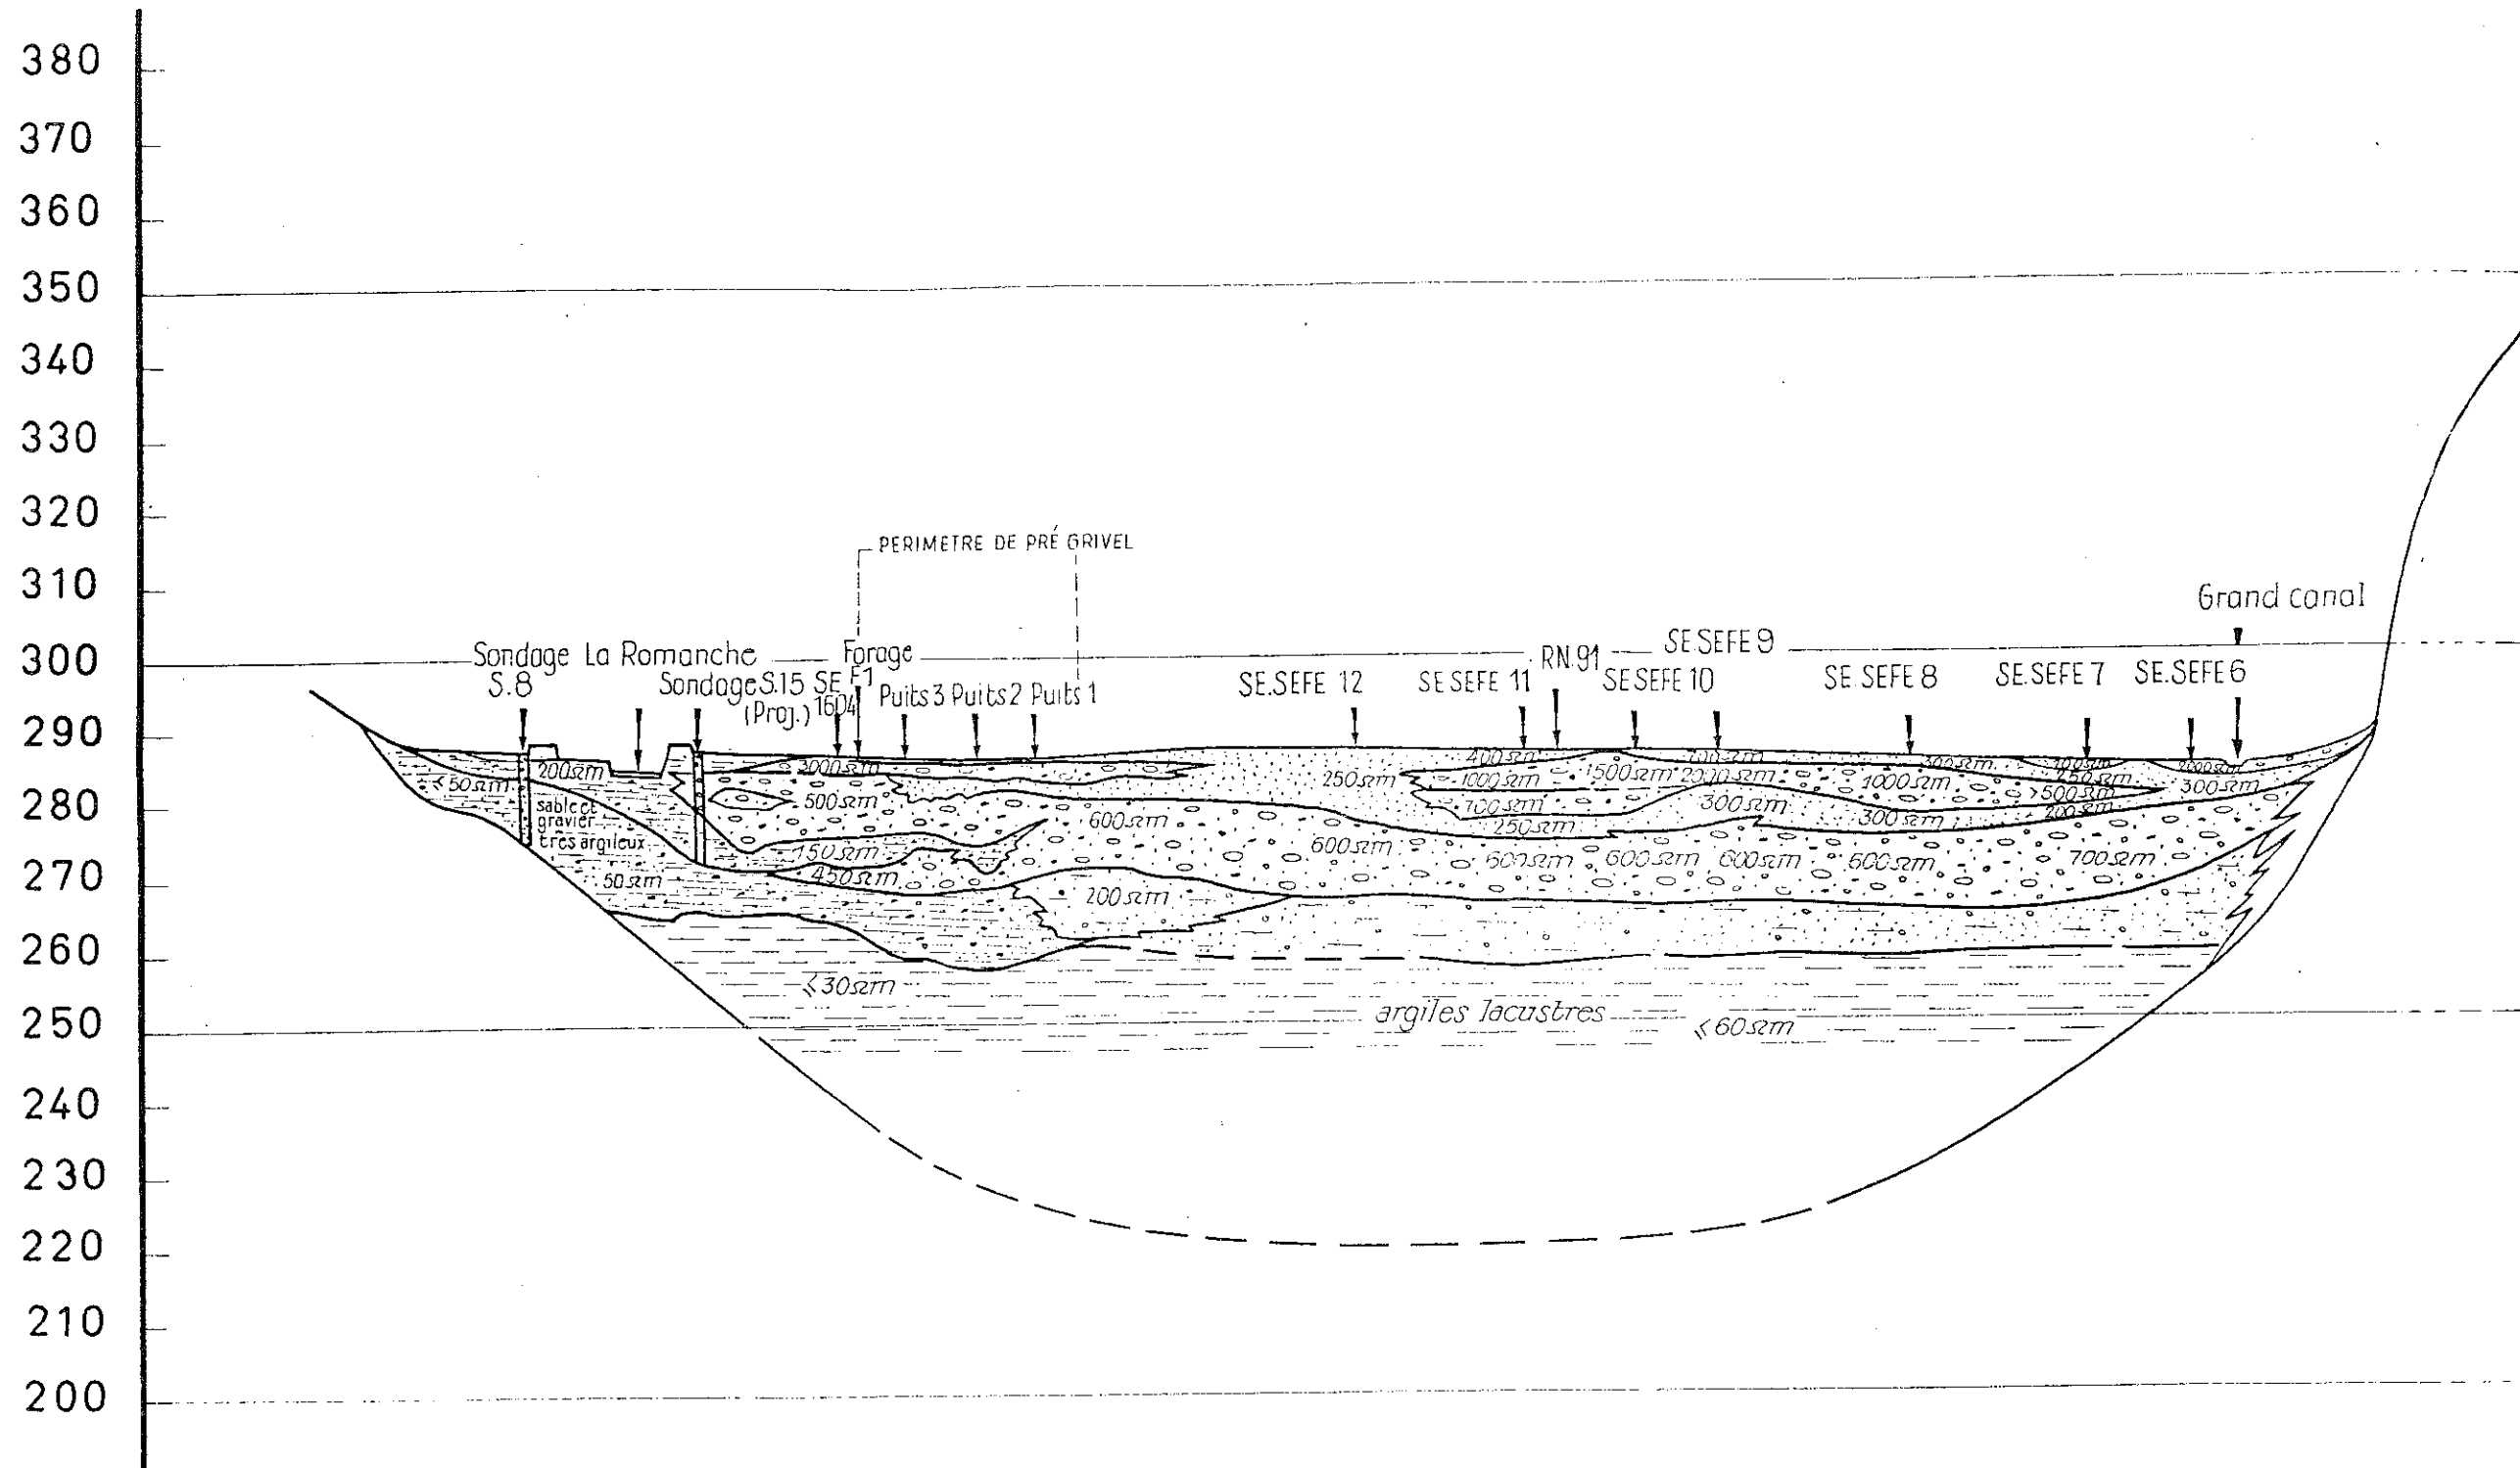 380
370
360
350
340
330
320
310
300
290
280
270
260
250
240
230
220
210
200
PERIMETRE DE PRÉ GRIVEL
Grand canal
Sondage La Romanche
S.8
Sondage S.15
(Proj.)
SE
1604
Forage
F1
Puits 3 Puits 2 Puits 1
SE.SEFE 12
SE SEFE 11
RN.91
SE.SEFE 9
SE SEFE 10
SE.SEFE 8
SE.SEFE 7
SE.SEFE 6
200Ωm
3000Ωm
400Ωm
300Ωm
2000Ωm
≤50Ωm
250Ωm
1000Ωm
1500Ωm
2000Ωm
1000Ωm
250Ωm
300Ωm
sable et
gravier
très argileux
500Ωm
700Ωm
300Ωm
>500Ωm
200Ωm
600Ωm
250Ωm
300Ωm
150Ωm
600Ωm
600Ωm
600Ωm
600Ωm
600Ωm
700Ωm
50Ωm
450Ωm
200Ωm
≤30Ωm
argiles lacustres
≤60Ωm